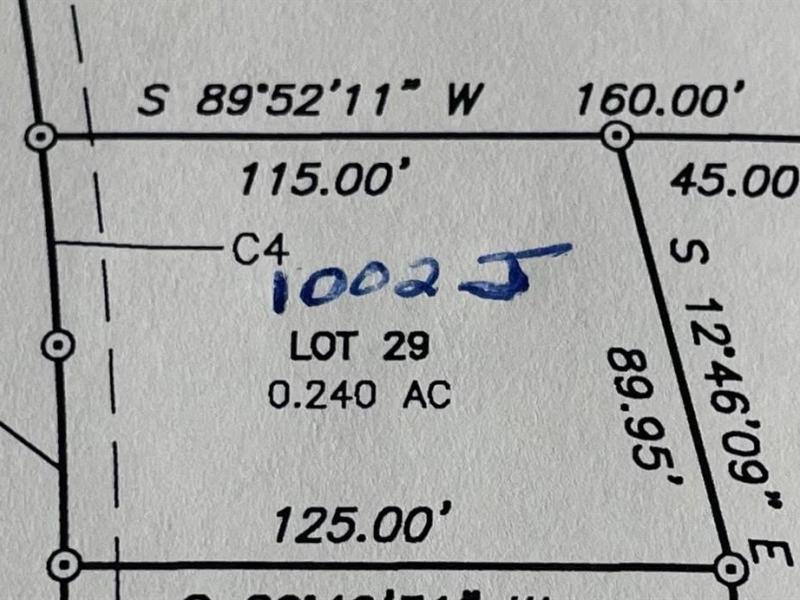 S 89°52'11" W 160.00'
115.00' 45.00
C4
1002 J
LOT 29
0.240 AC
S 12°46'09" E
89.95'
125.00'